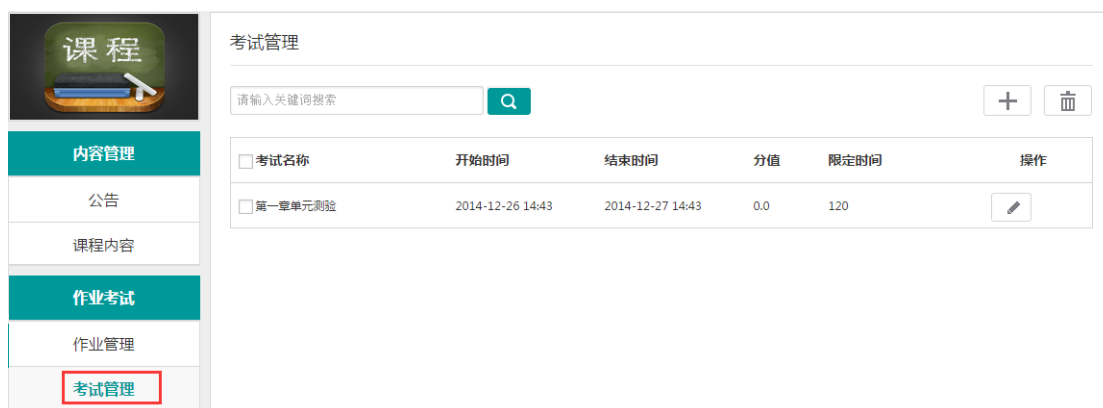 课程
内容管理
公告
课程内容
作业考试
作业管理
考试管理
考试管理
请输入关键词搜索
考试名称 开始时间 结束时间 分值 限定时间 操作
第一章单元测验 2014-12-26 14:43 2014-12-27 14:43 0.0 120